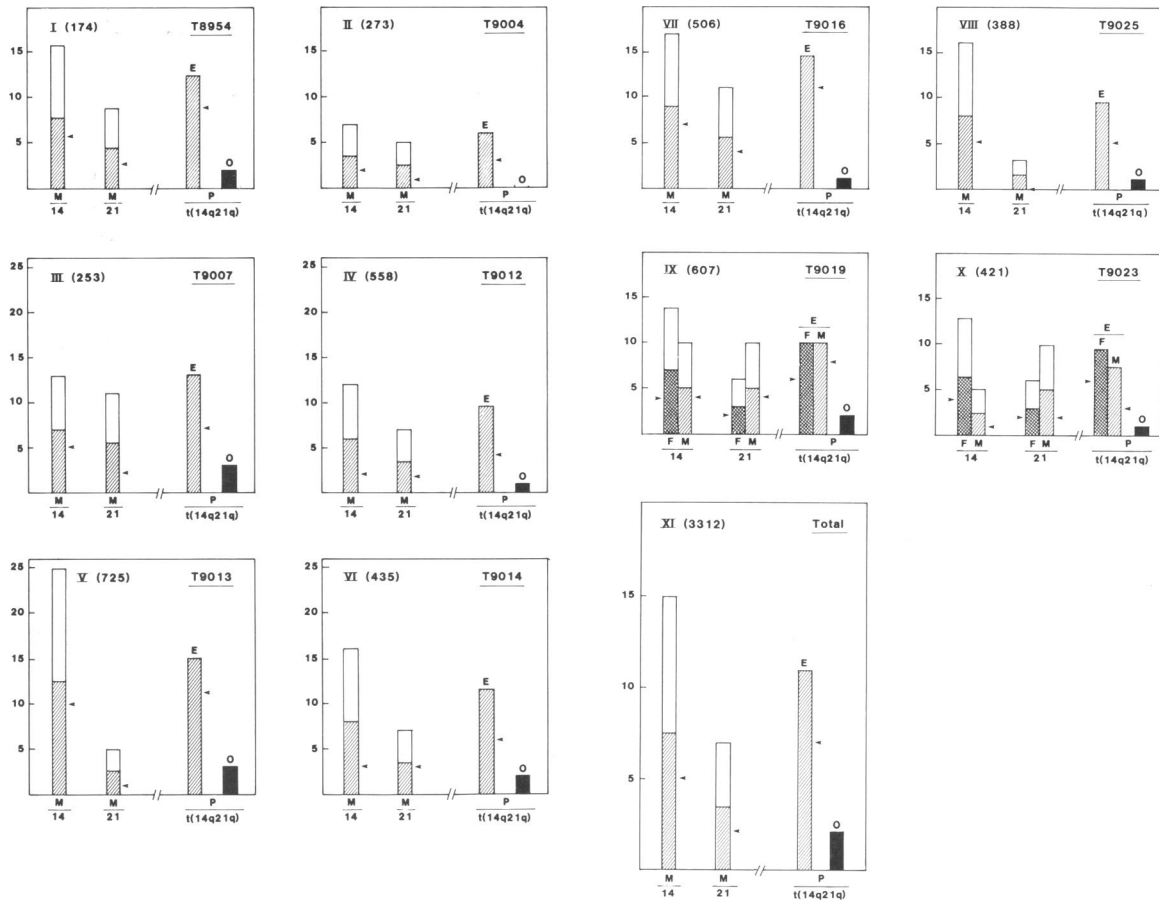 I (174) T8954
15
10
5
E
O
M M P
14 21 t(14q21q)
II (273) T9004
15
10
5
E
O
M M P
14 21 t(14q21q)
VII (506) T9016
15
10
5
E
O
M M P
14 21 t(14q21q)
VIII (388) T9025
15
10
5
E
O
M M P
14 21 t(14q21q)
III (253) T9007
25
20
15
10
5
E
O
M M P
14 21 t(14q21q)
IV (558) T9012
25
20
15
10
5
E
O
M M P
14 21 t(14q21q)
IX (607) T9019
15
10
5
E
F M
O
F M F M P
14 21 t(14q21q)
X (421) T9023
15
10
5
E
F
M
O
F M F M P
14 21 t(14q21q)
V (725) T9013
25
20
15
10
5
E
O
M M P
14 21 t(14q21q)
VI (435) T9014
25
20
15
10
5
E
O
M M P
14 21 t(14q21q)
XI (3312) Total
15
10
5
E
O
M M P
14 21 t(14q21q)